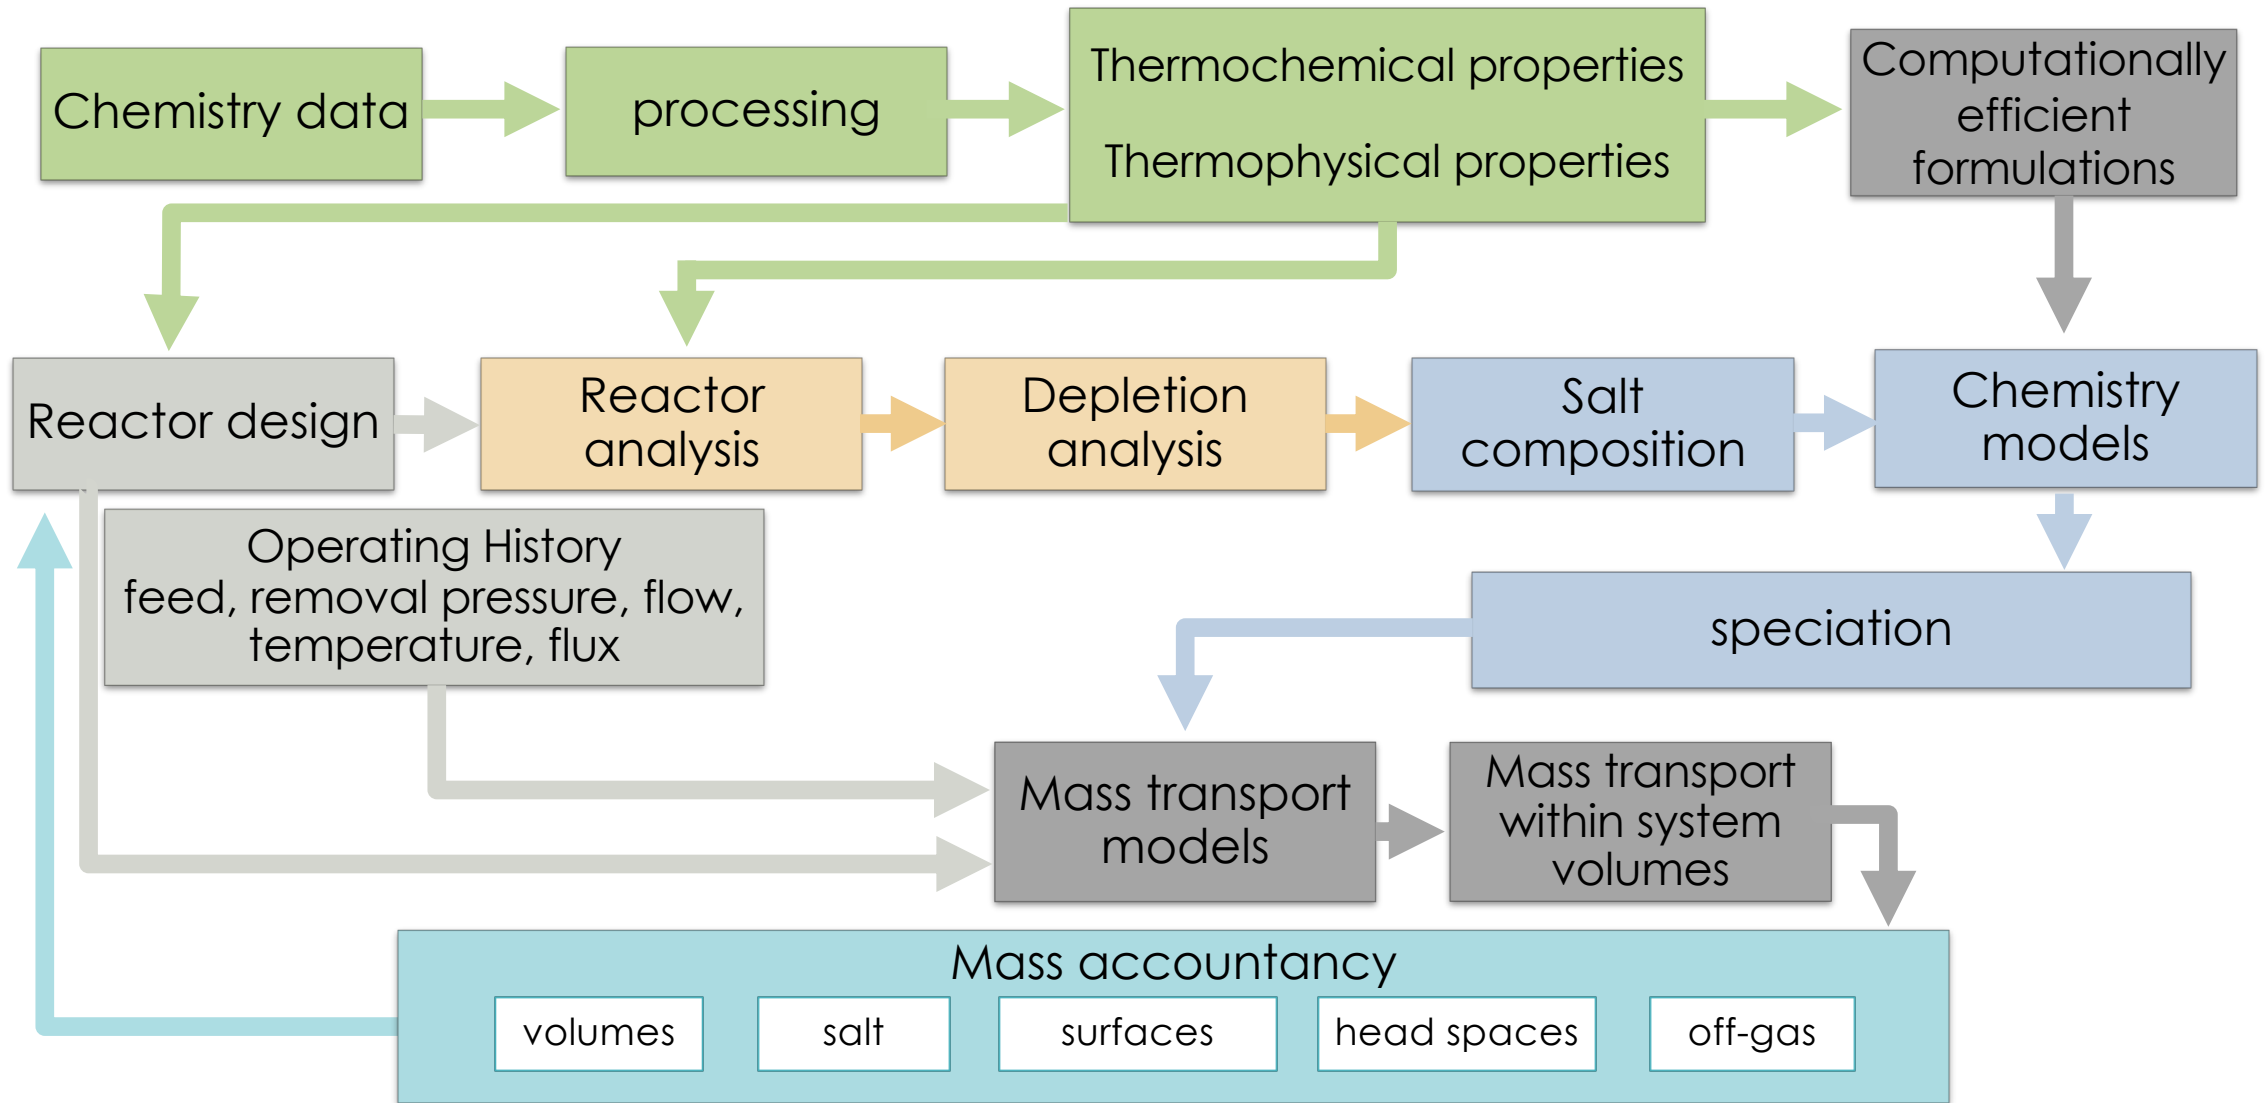 Chemistry data
processing
Thermochemical properties
Thermophysical properties
Computationally
efficient
formulations
Reactor design
Reactor
analysis
Depletion
analysis
Salt
composition
Chemistry
models
Operating History
feed, removal pressure, flow,
temperature, flux
speciation
Mass transport
models
Mass transport
within system
volumes
Mass accountancy
volumes
salt
surfaces
head spaces
off-gas